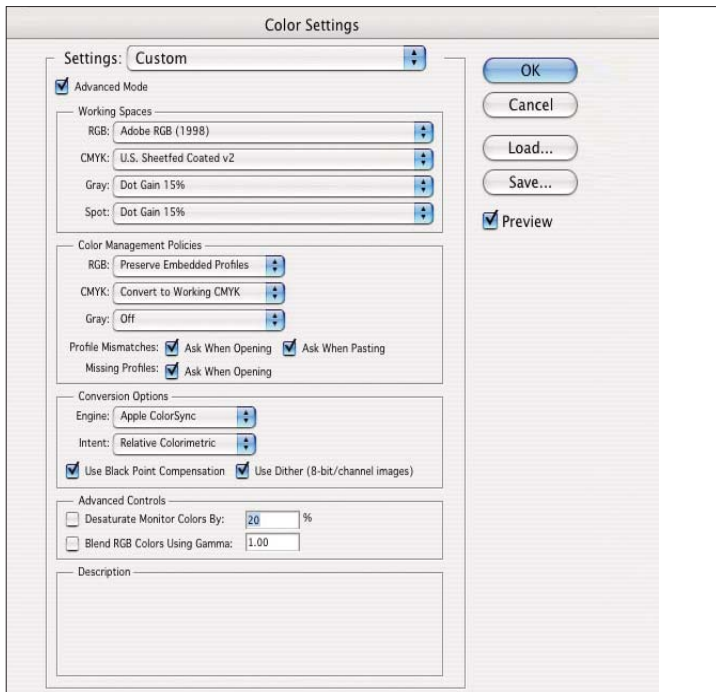 Color Settings
Settings: Custom
Advanced Mode
Working Spaces
RGB: Adobe RGB (1998)
CMYK: U.S. Sheetfed Coated v2
Gray: Dot Gain 15%
Spot: Dot Gain 15%
Color Management Policies
RGB: Preserve Embedded Profiles
CMYK: Convert to Working CMYK
Gray: Off
Profile Mismatches: Ask When Opening Ask When Pasting
Missing Profiles: Ask When Opening
Conversion Options
Engine: Apple ColorSync
Intent: Relative Colorimetric
Use Black Point Compensation Use Dither (8-bit/channel images)
Advanced Controls
Desaturate Monitor Colors By: 20 %
Blend RGB Colors Using Gamma: 1.00
Description
OK
Cancel
Load...
Save...
Preview